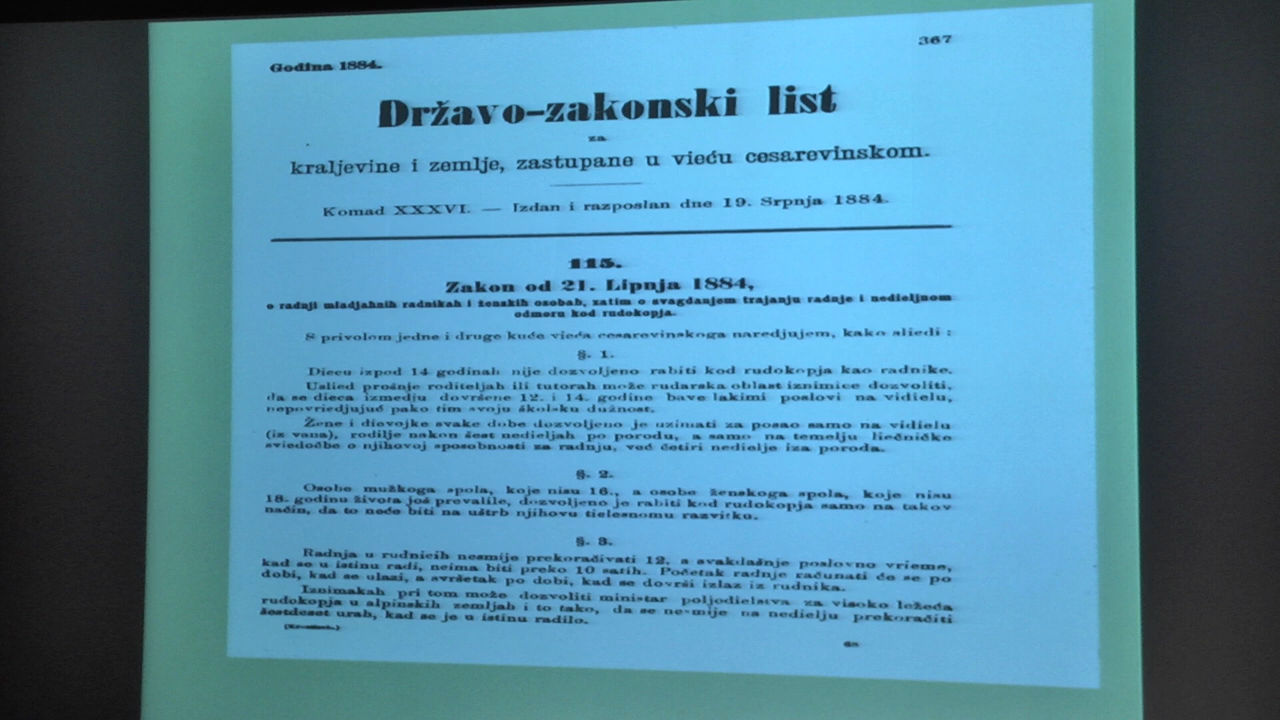 Godina 1884.
367
Državo-zakonski list
za
kraljevine i zemlje, zastupane u vieću cesarevinskom.
Komad XXXVI. — Izdan i razposlan dne 19. Srpnja 1884.
115.
Zakon od 21. Lipnja 1884,
o radnji mladjahnih radnikah i ženskih osobah, zatim o svagdanjem trajanju radnje i nedieljnom
odmoru kod rudokopja.
S privolom jedne i druge kuće vieća cesarevinskoga naredjujem, kako sliedi :
§. 1.
Diecu izpod 14 godinah nije dozvoljeno rabiti kod rudokopja kao radnike.
Uslied prošnje roditeljah ili tutorah može rudarska oblast iznimice dozvoliti,
da se dieca izmedju dovršene 12. i 14. godine bave lakimi poslovi na vidielu,
nepovriedjujuć pako tim svoju školsku dužnost.
Žene i dievojke svake dobe dozvoljeno je uzimati za posao samo na vidielu
(iz vana), rodilje nakon šest nedieljah po porodu, a samo na temelju liečničke
sviedočbe o njihovoj sposobnosti za radnju, već četiri nedielje iza poroda.
§. 2.
Osobe mužkoga spola, koje nisu 16., a osobe ženskoga spola, koje nisu
18. godinu života još prevalile, dozvoljeno je rabiti kod rudokopja samo na takov
način, da to neće biti na uštrb njihovu tielesnomu razvitku.
§. 3.
Radnja u rudnicih nesmije prekoračivati 12, a svakdašnje poslovno vrieme,
kad se u istinu radi, neima biti preko 10 satih. Početak radnje računati će se po
dobi, kad se ulazi, a svršetak po dobi, kad se dovrši izlaz iz rudnika.
Iznimakah pri tom može dozvoliti ministar poljodielstva za visoko ležeća
rudokopja u alpinskih zemljah i to tako, da se nesmije na nedielju prekoračiti
šestdeset urah, kad se je u istinu radilo.